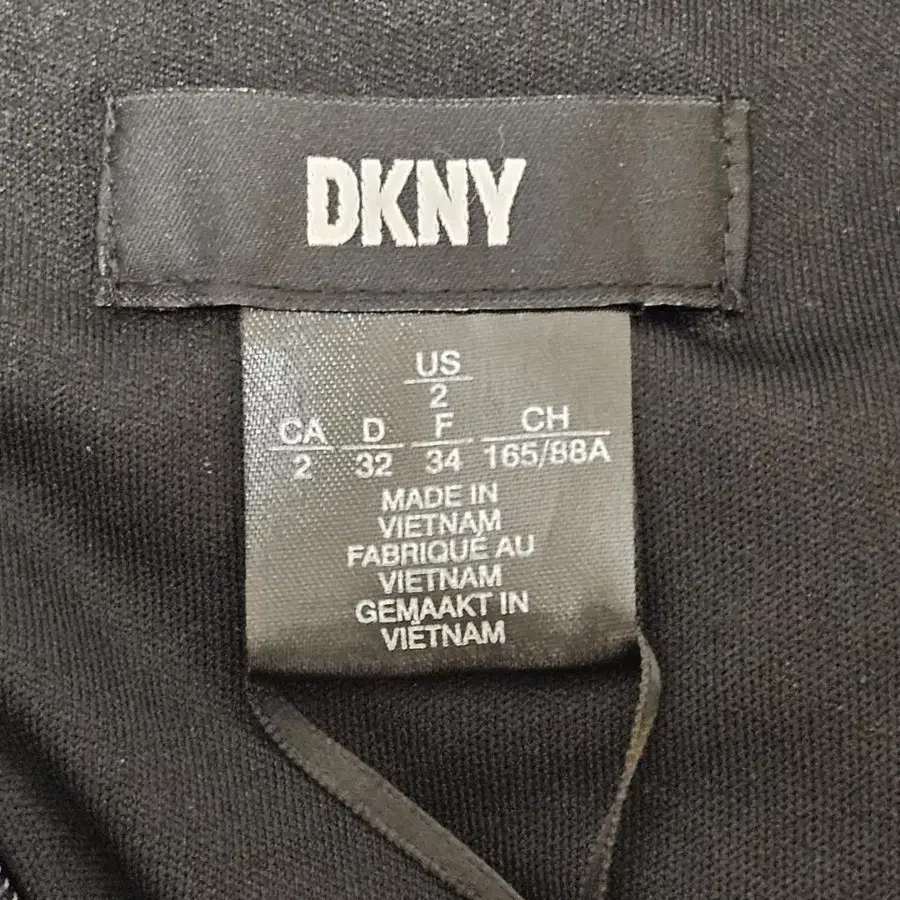 DKNY
US
2
CA D F CH
2 32 34 165/88A
MADE IN
VIETNAM
FABRIQUÉ AU
VIETNAM
GEMAAKT IN
VIETNAM